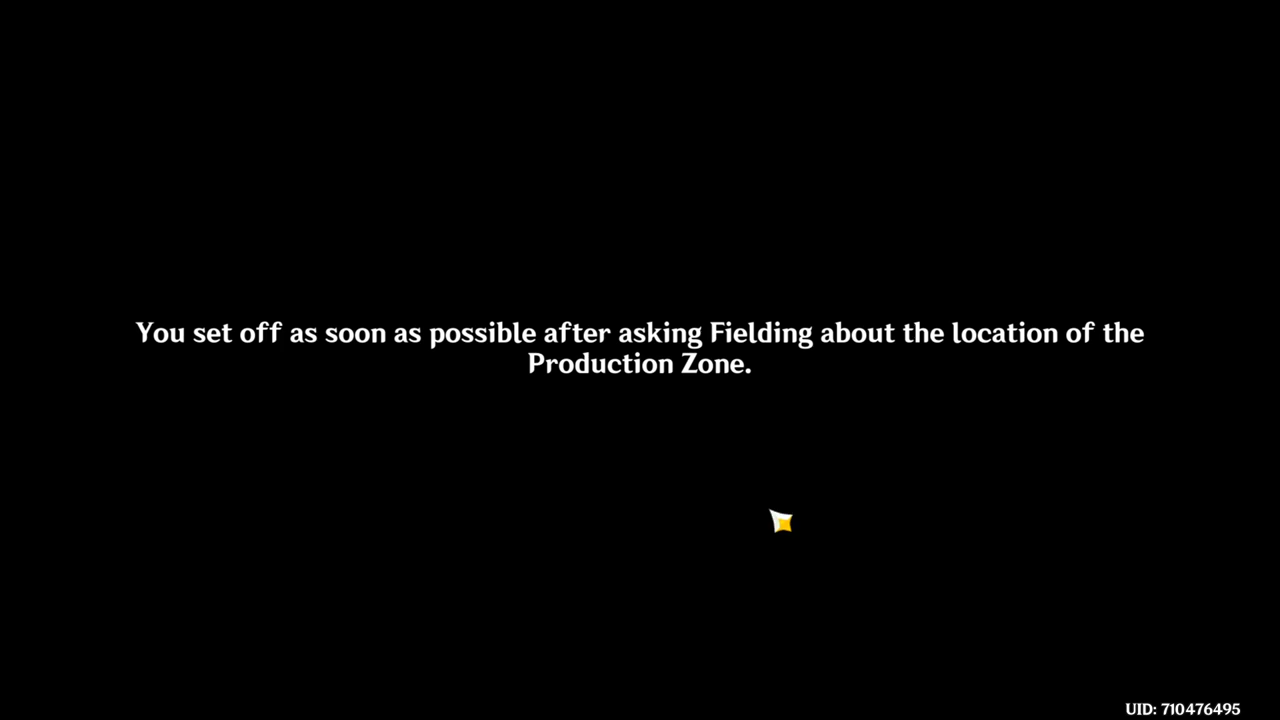 You set off as soon as possible after asking Fielding about the location of the
Production Zone.
UID: 710476495